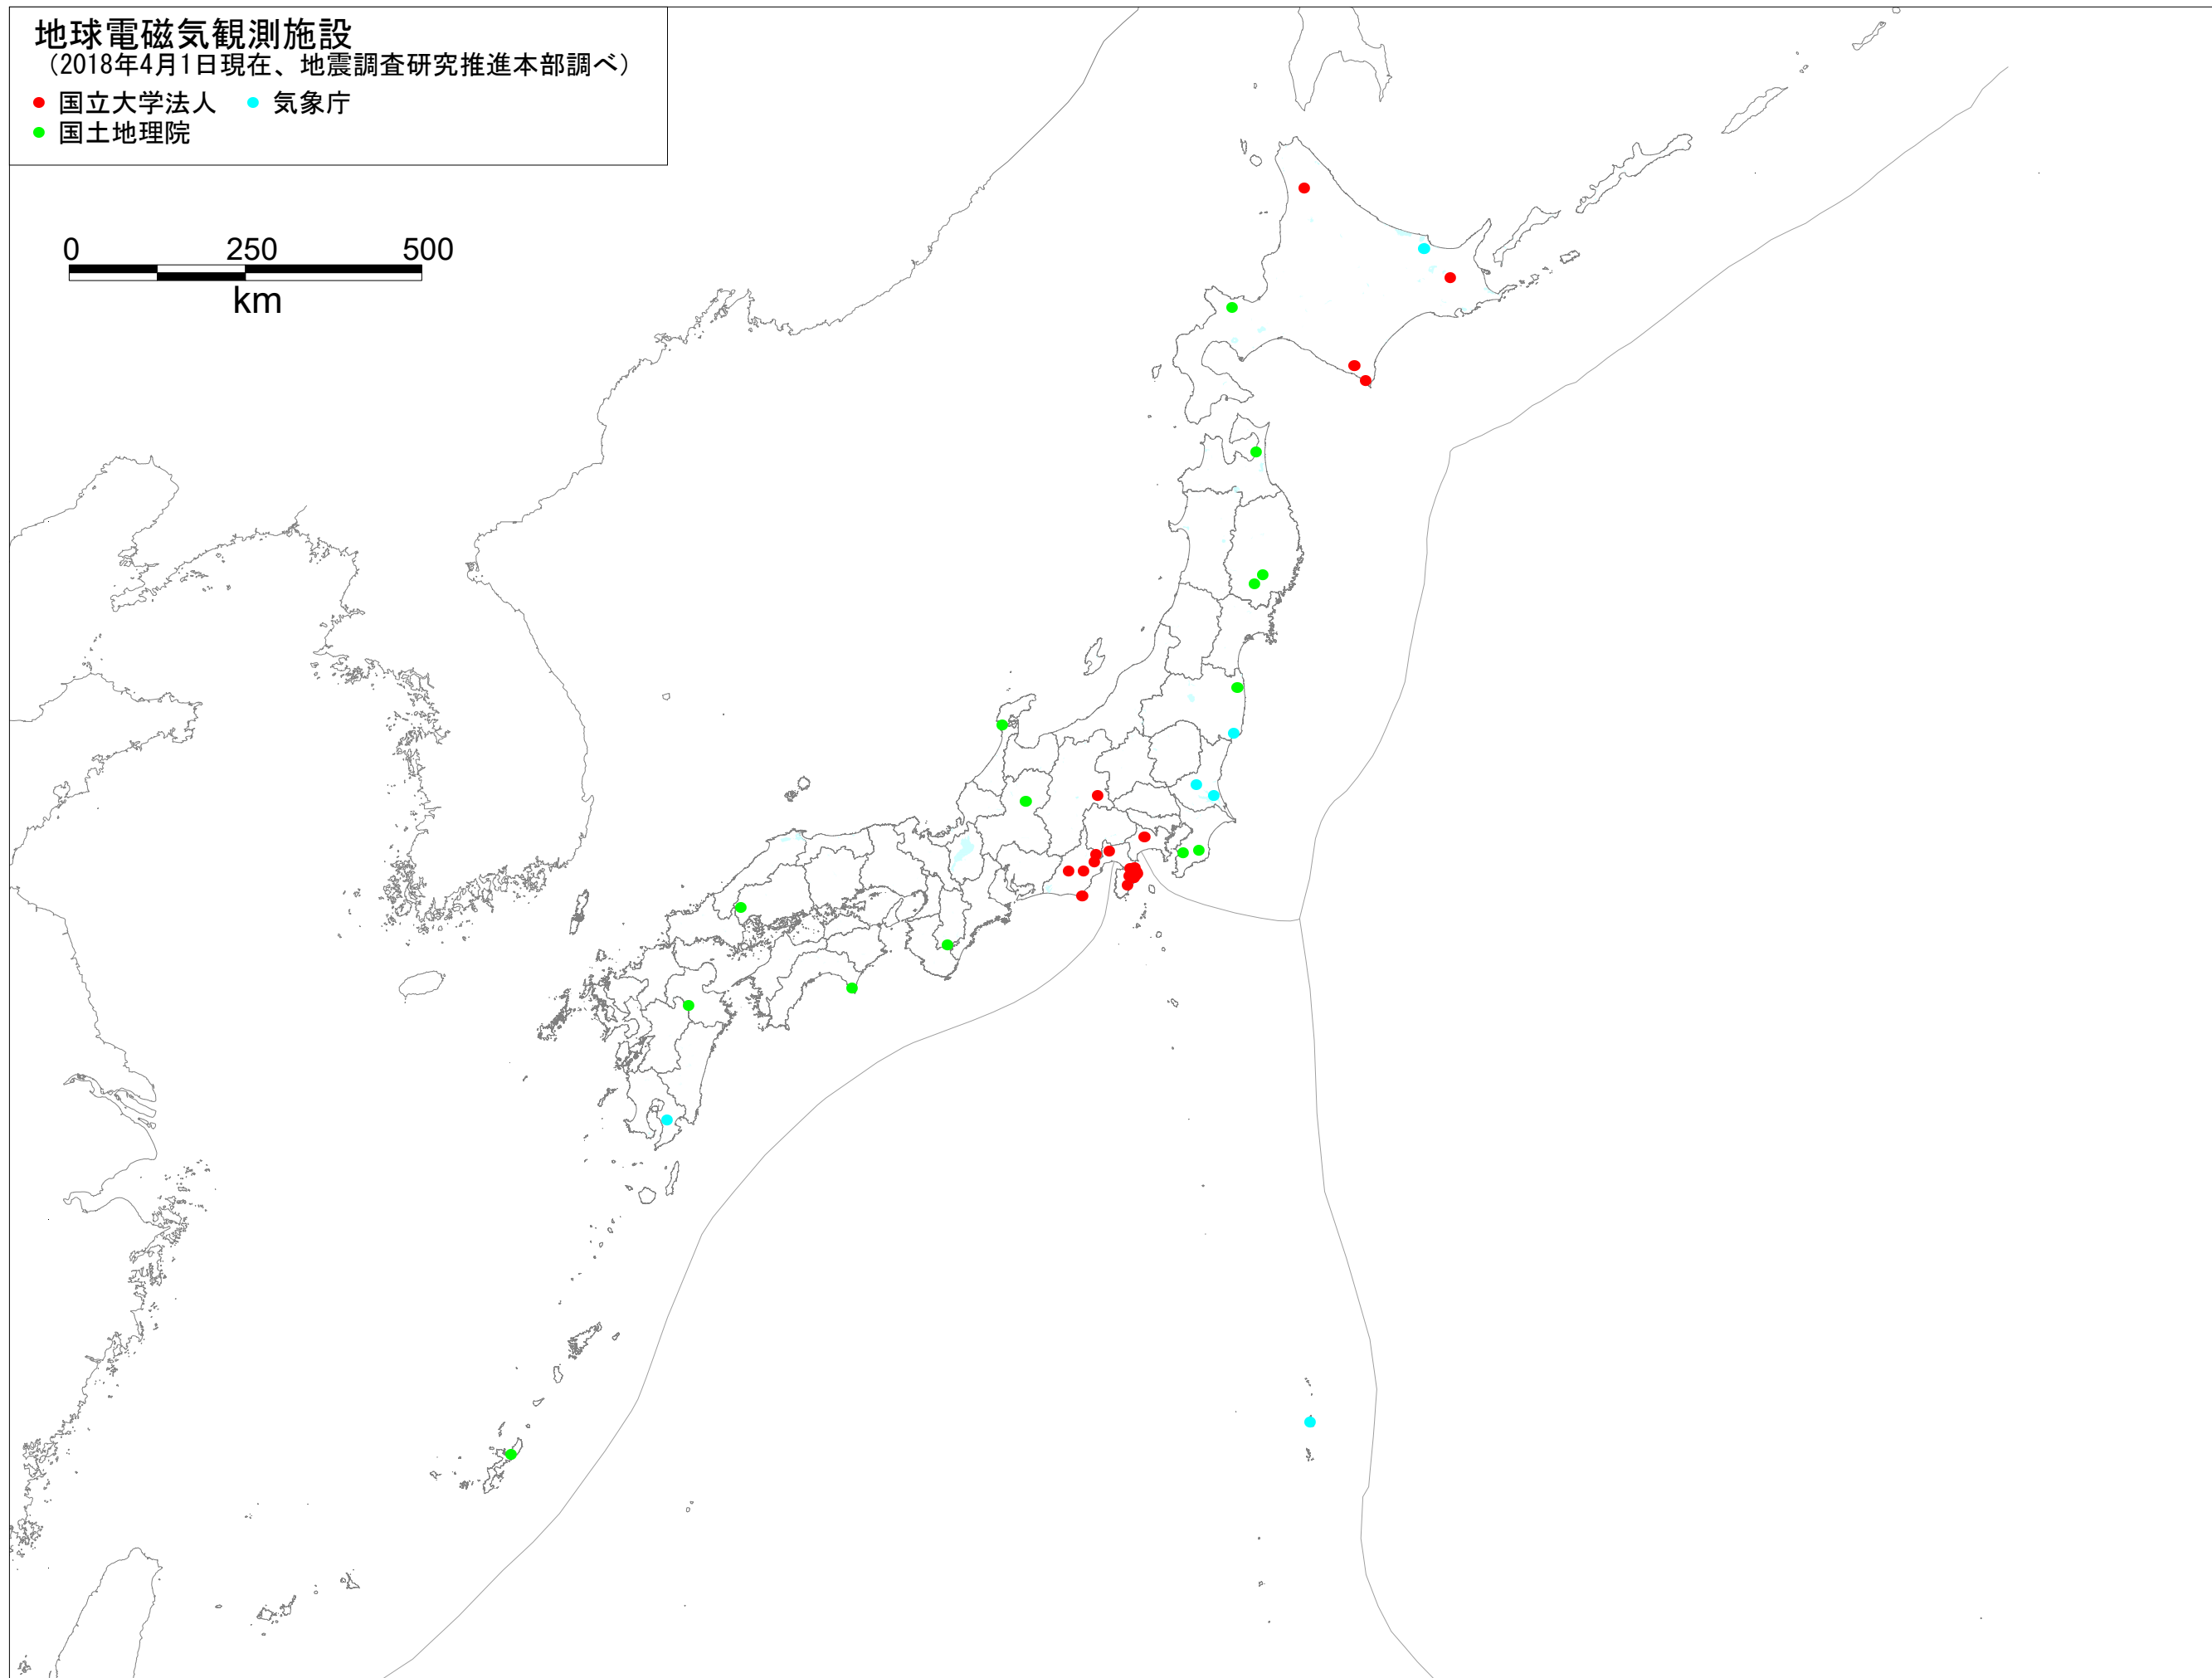 地球電磁気観測施設
（2018年4月1日現在、地震調査研究推進本部調べ）
国立大学法人 気象庁
国土地理院
0 250 500
km